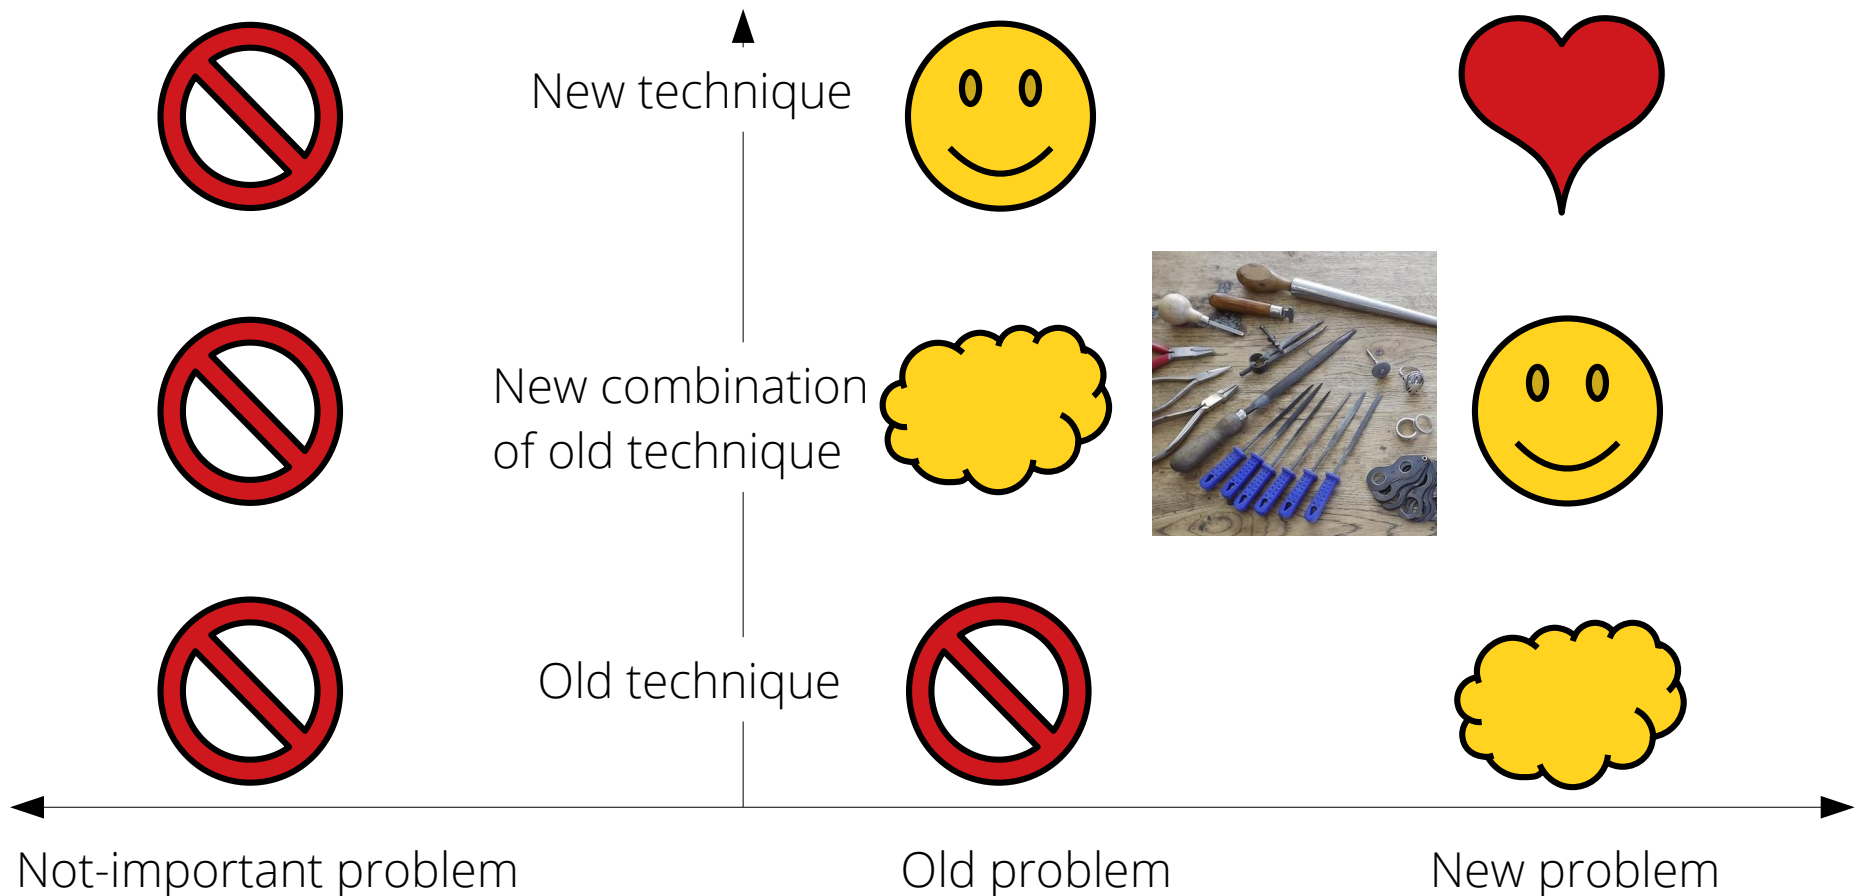 New technique
New combination
of old technique
Old technique
Not-important problem
Old problem
New problem